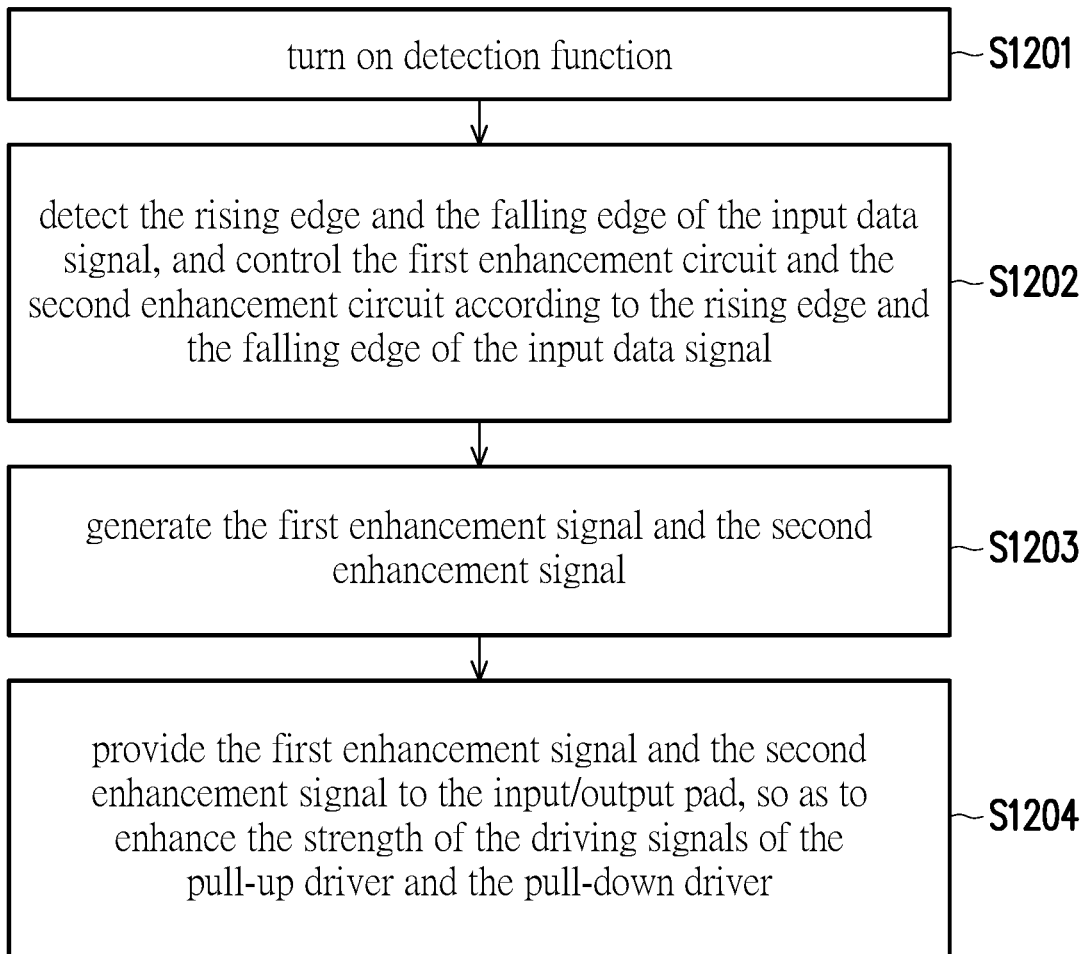 turn on detection function
S1201
detect the rising edge and the falling edge of the input data
signal, and control the first enhancement circuit and the
second enhancement circuit according to the rising edge and
the falling edge of the input data signal
S1202
generate the first enhancement signal and the second
enhancement signal
S1203
provide the first enhancement signal and the second
enhancement signal to the input/output pad, so as to
enhance the strength of the driving signals of the
pull-up driver and the pull-down driver
S1204